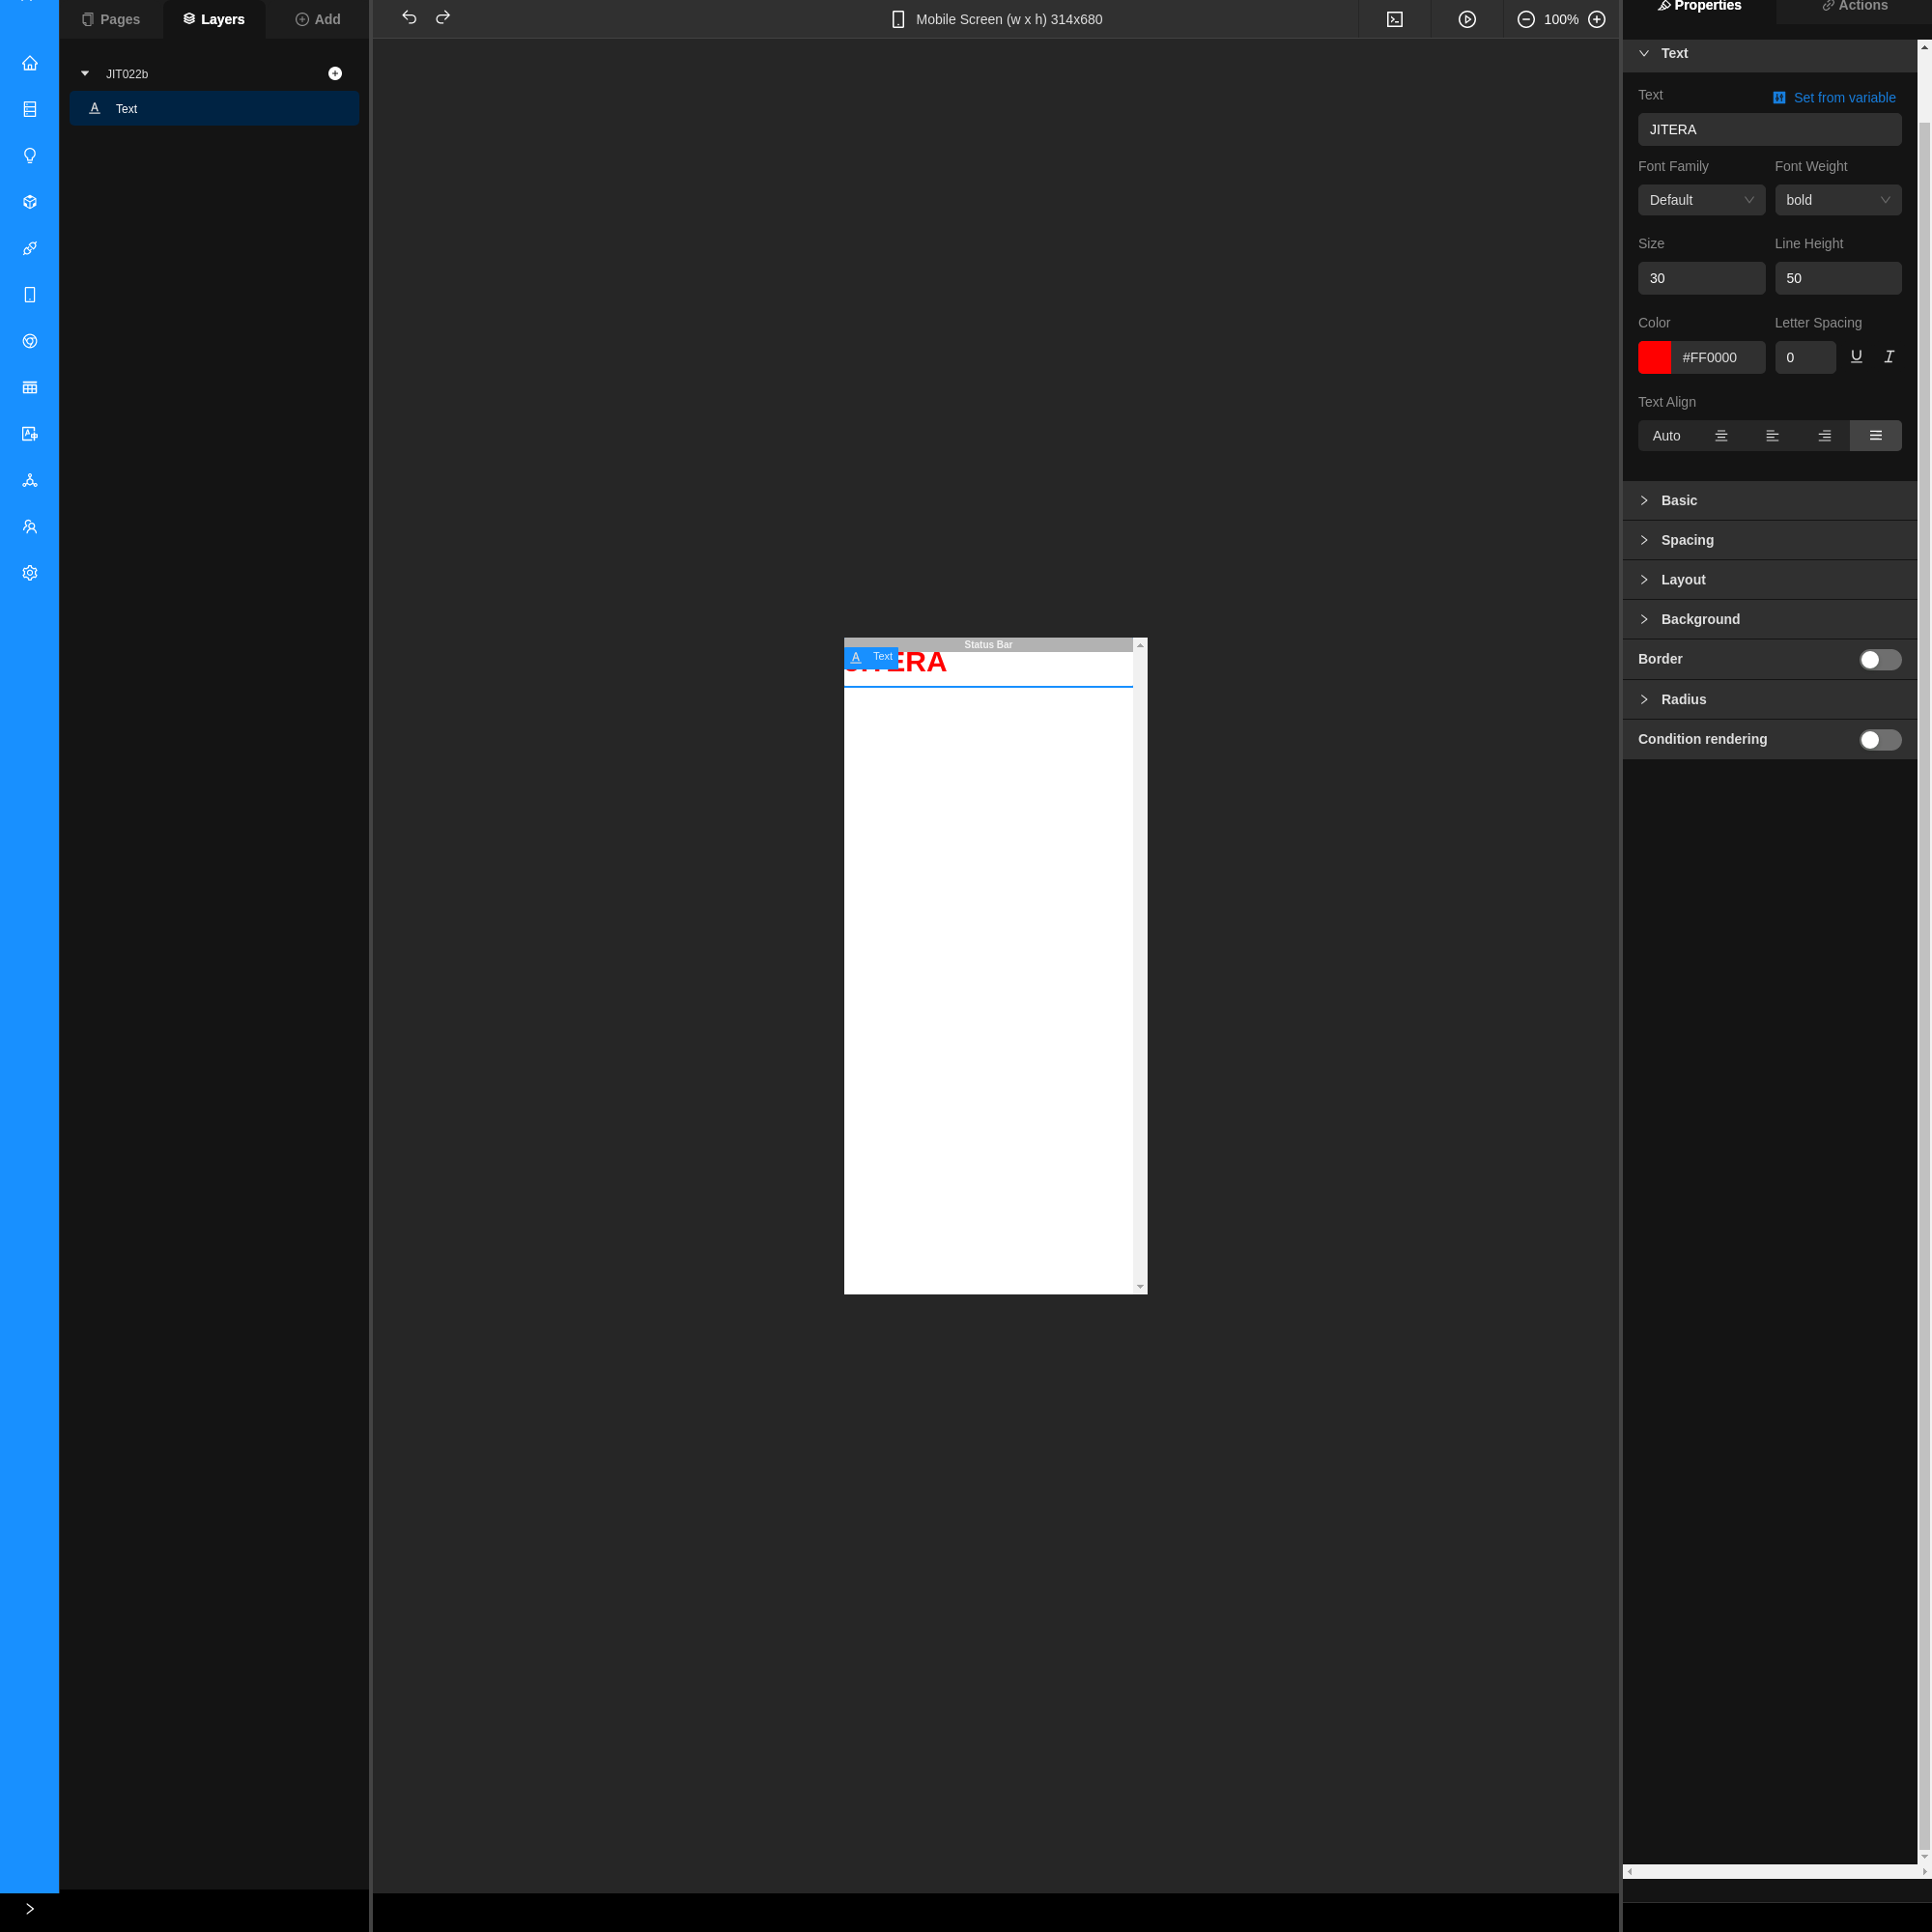 Pages
Layers
Add
Mobile Screen (w x h) 314x680
100%
Properties
Actions
JIT022b
Text
Text
Text
Set from variable
JITERA
Font Family
Font Weight
Default
bold
Size
Line Height
30
50
Color
Letter Spacing
#FF0000
0
Text Align
Auto
Basic
Spacing
Layout
Background
Border
Radius
Condition rendering
Status Bar
Text
JITERA